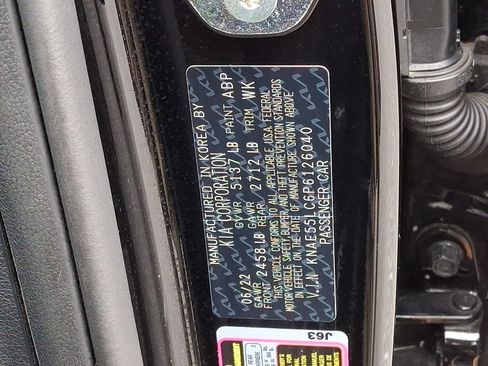 MANUFACTURED IN KOREA BY
KIA CORPORATION
GVWR 5137 LB PAINT ABP
06/22 GAWR GAWR TRIM WK
FRONT 2458 LB REAR 2712 LB
THIS VEHICLE CONFORMS TO ALL APPLICABLE U.S.A. FEDERAL
MOTOR VEHICLE SAFETY, BUMPER, AND THEFT PREVENTION STANDARDS
IN EFFECT ON THE DATE OF MANUFACTURE SHOWN ABOVE
V.I.N KNAE55LC6P6126040
PASSENGER CAR
J63